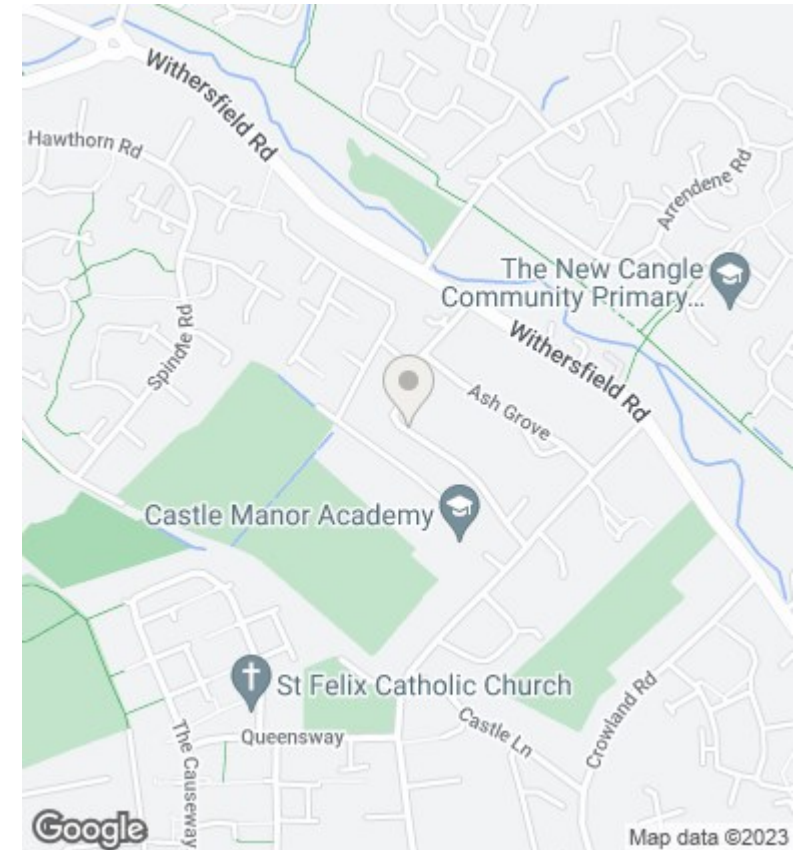 Withersfield Rd
Hawthorn Rd
Arrendene Rd
The New Cangle
Community Primary...
Spindle Rd
Withersfield Rd
Ash Grove
Castle Manor Academy
St Felix Catholic Church
Crowland Rd
Castle Ln
Queensway
The Causeway
Google
Map data ©2023